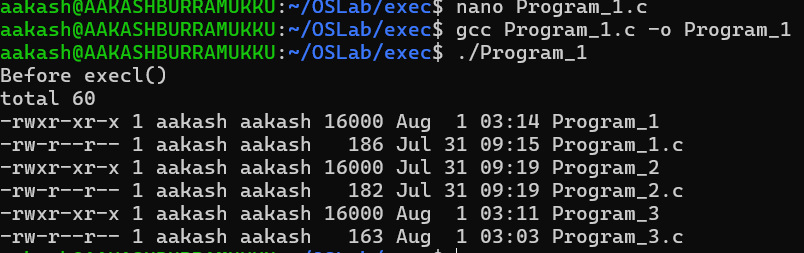 aakash@AAKASHBURRAMUKKU:~/OSLab/exec$ nano Program_1.c
aakash@AAKASHBURRAMUKKU:~/OSLab/exec$ gcc Program_1.c -o Program_1
aakash@AAKASHBURRAMUKKU:~/OSLab/exec$ ./Program_1
Before execl()
total 60
-rwxr-xr-x 1 aakash aakash 16000 Aug  1 03:14 Program_1
-rw-r--r-- 1 aakash aakash   186 Jul 31 09:15 Program_1.c
-rwxr-xr-x 1 aakash aakash 16000 Jul 31 09:19 Program_2
-rw-r--r-- 1 aakash aakash   182 Jul 31 09:19 Program_2.c
-rwxr-xr-x 1 aakash aakash 16000 Aug  1 03:11 Program_3
-rw-r--r-- 1 aakash aakash   163 Aug  1 03:03 Program_3.c
aakash@AAKASHBURRAMUKKU:~/OSLab/exec$